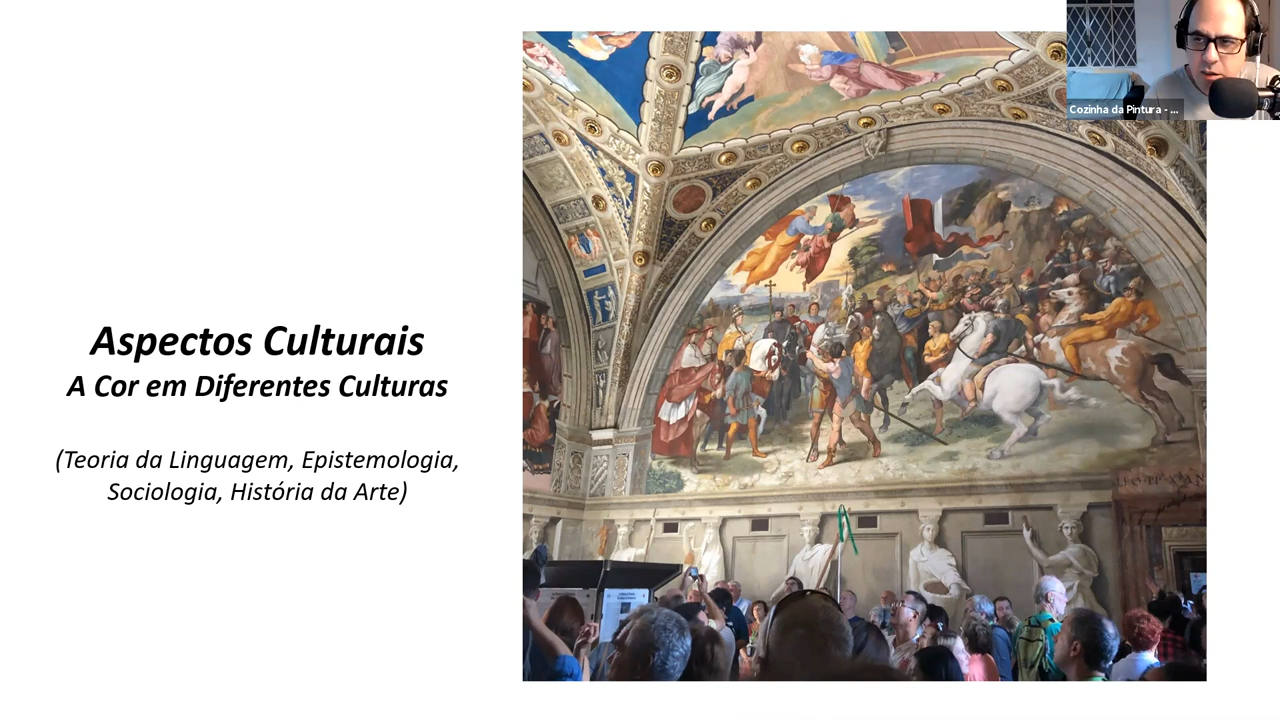 Aspectos Culturais
A Cor em Diferentes Culturas
(Teoria da Linguagem, Epistemologia,
Sociologia, História da Arte)
Cozinha da Pintura - ...